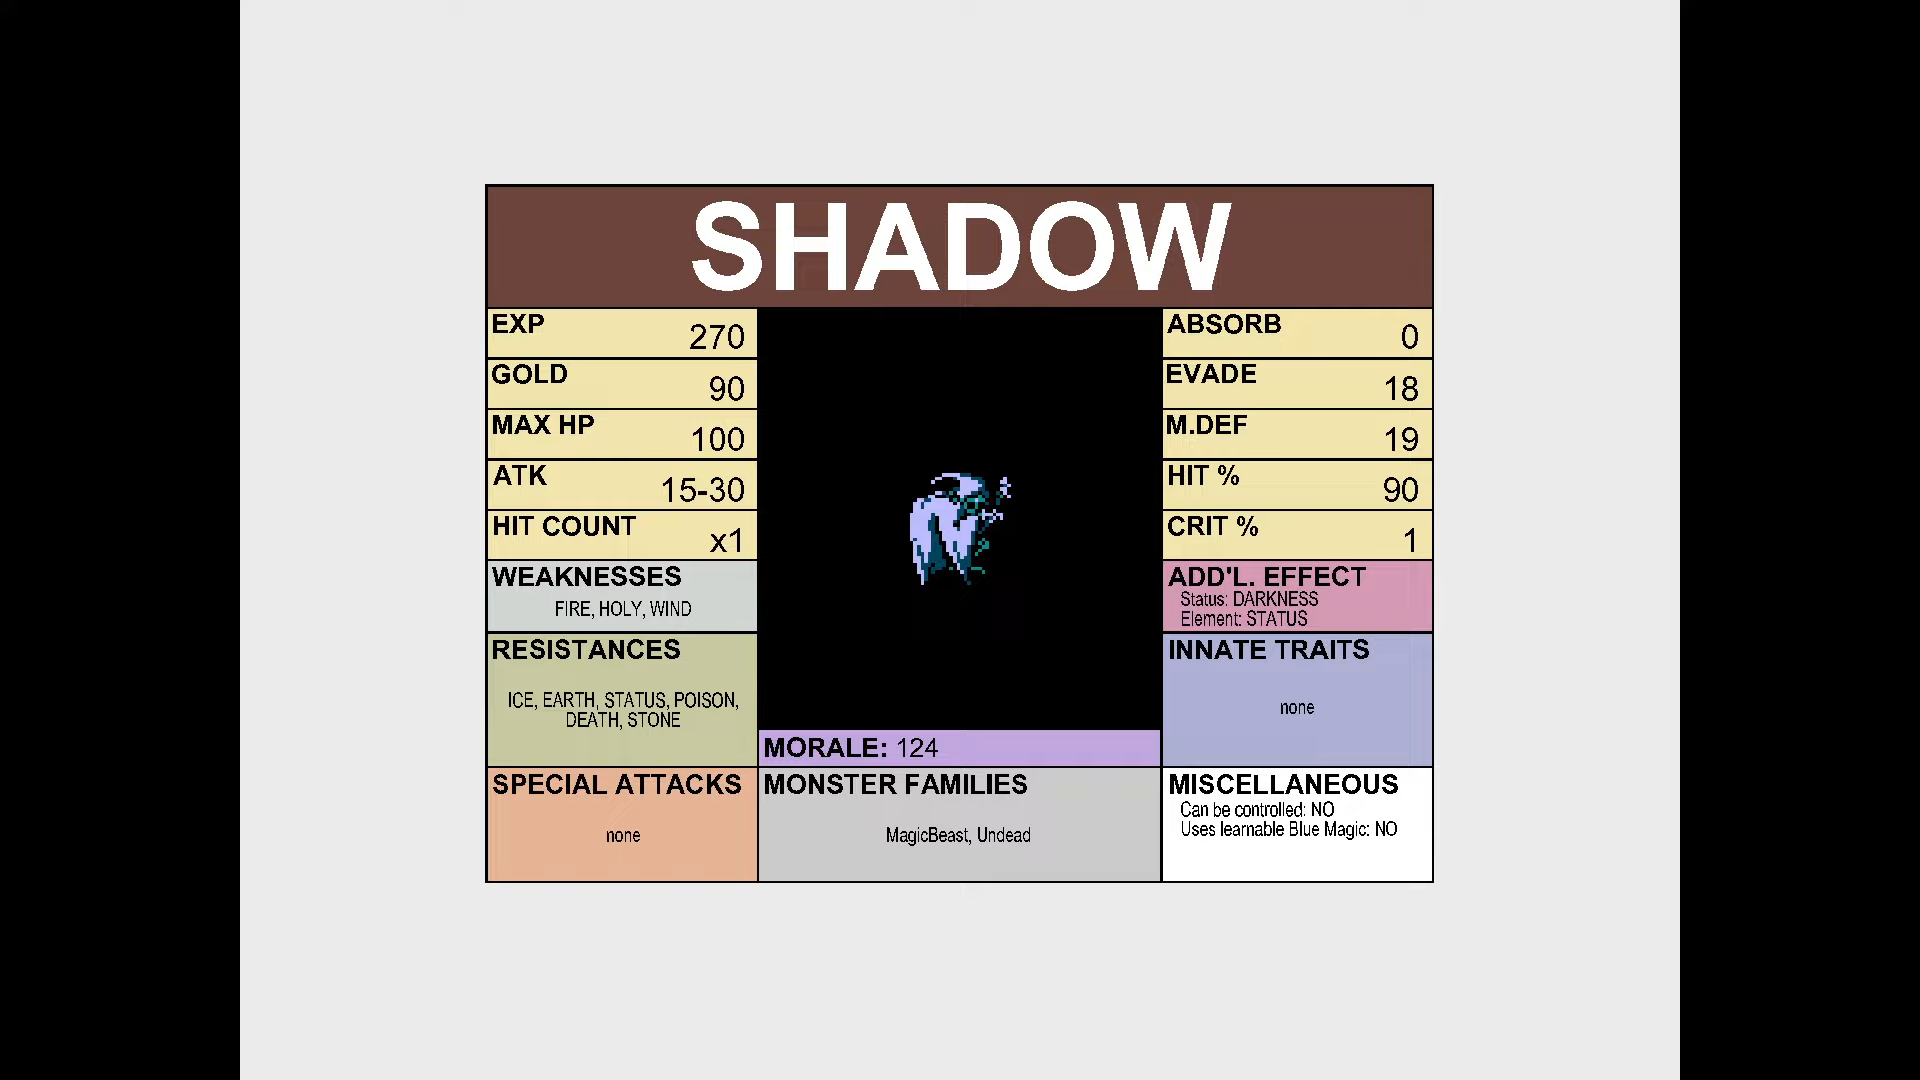 SHADOW
EXP 270
GOLD 90
MAX HP 100
ATK 15-30
HIT COUNT x1
WEAKNESSES
FIRE, HOLY, WIND
RESISTANCES
ICE, EARTH, STATUS, POISON,
DEATH, STONE
SPECIAL ATTACKS
none
MORALE: 124
MONSTER FAMILIES
MagicBeast, Undead
ABSORB 0
EVADE 18
M.DEF 19
HIT % 90
CRIT % 1
ADD'L. EFFECT
Status: DARKNESS
Element: STATUS
INNATE TRAITS
none
MISCELLANEOUS
Can be controlled: NO
Uses learnable Blue Magic: NO